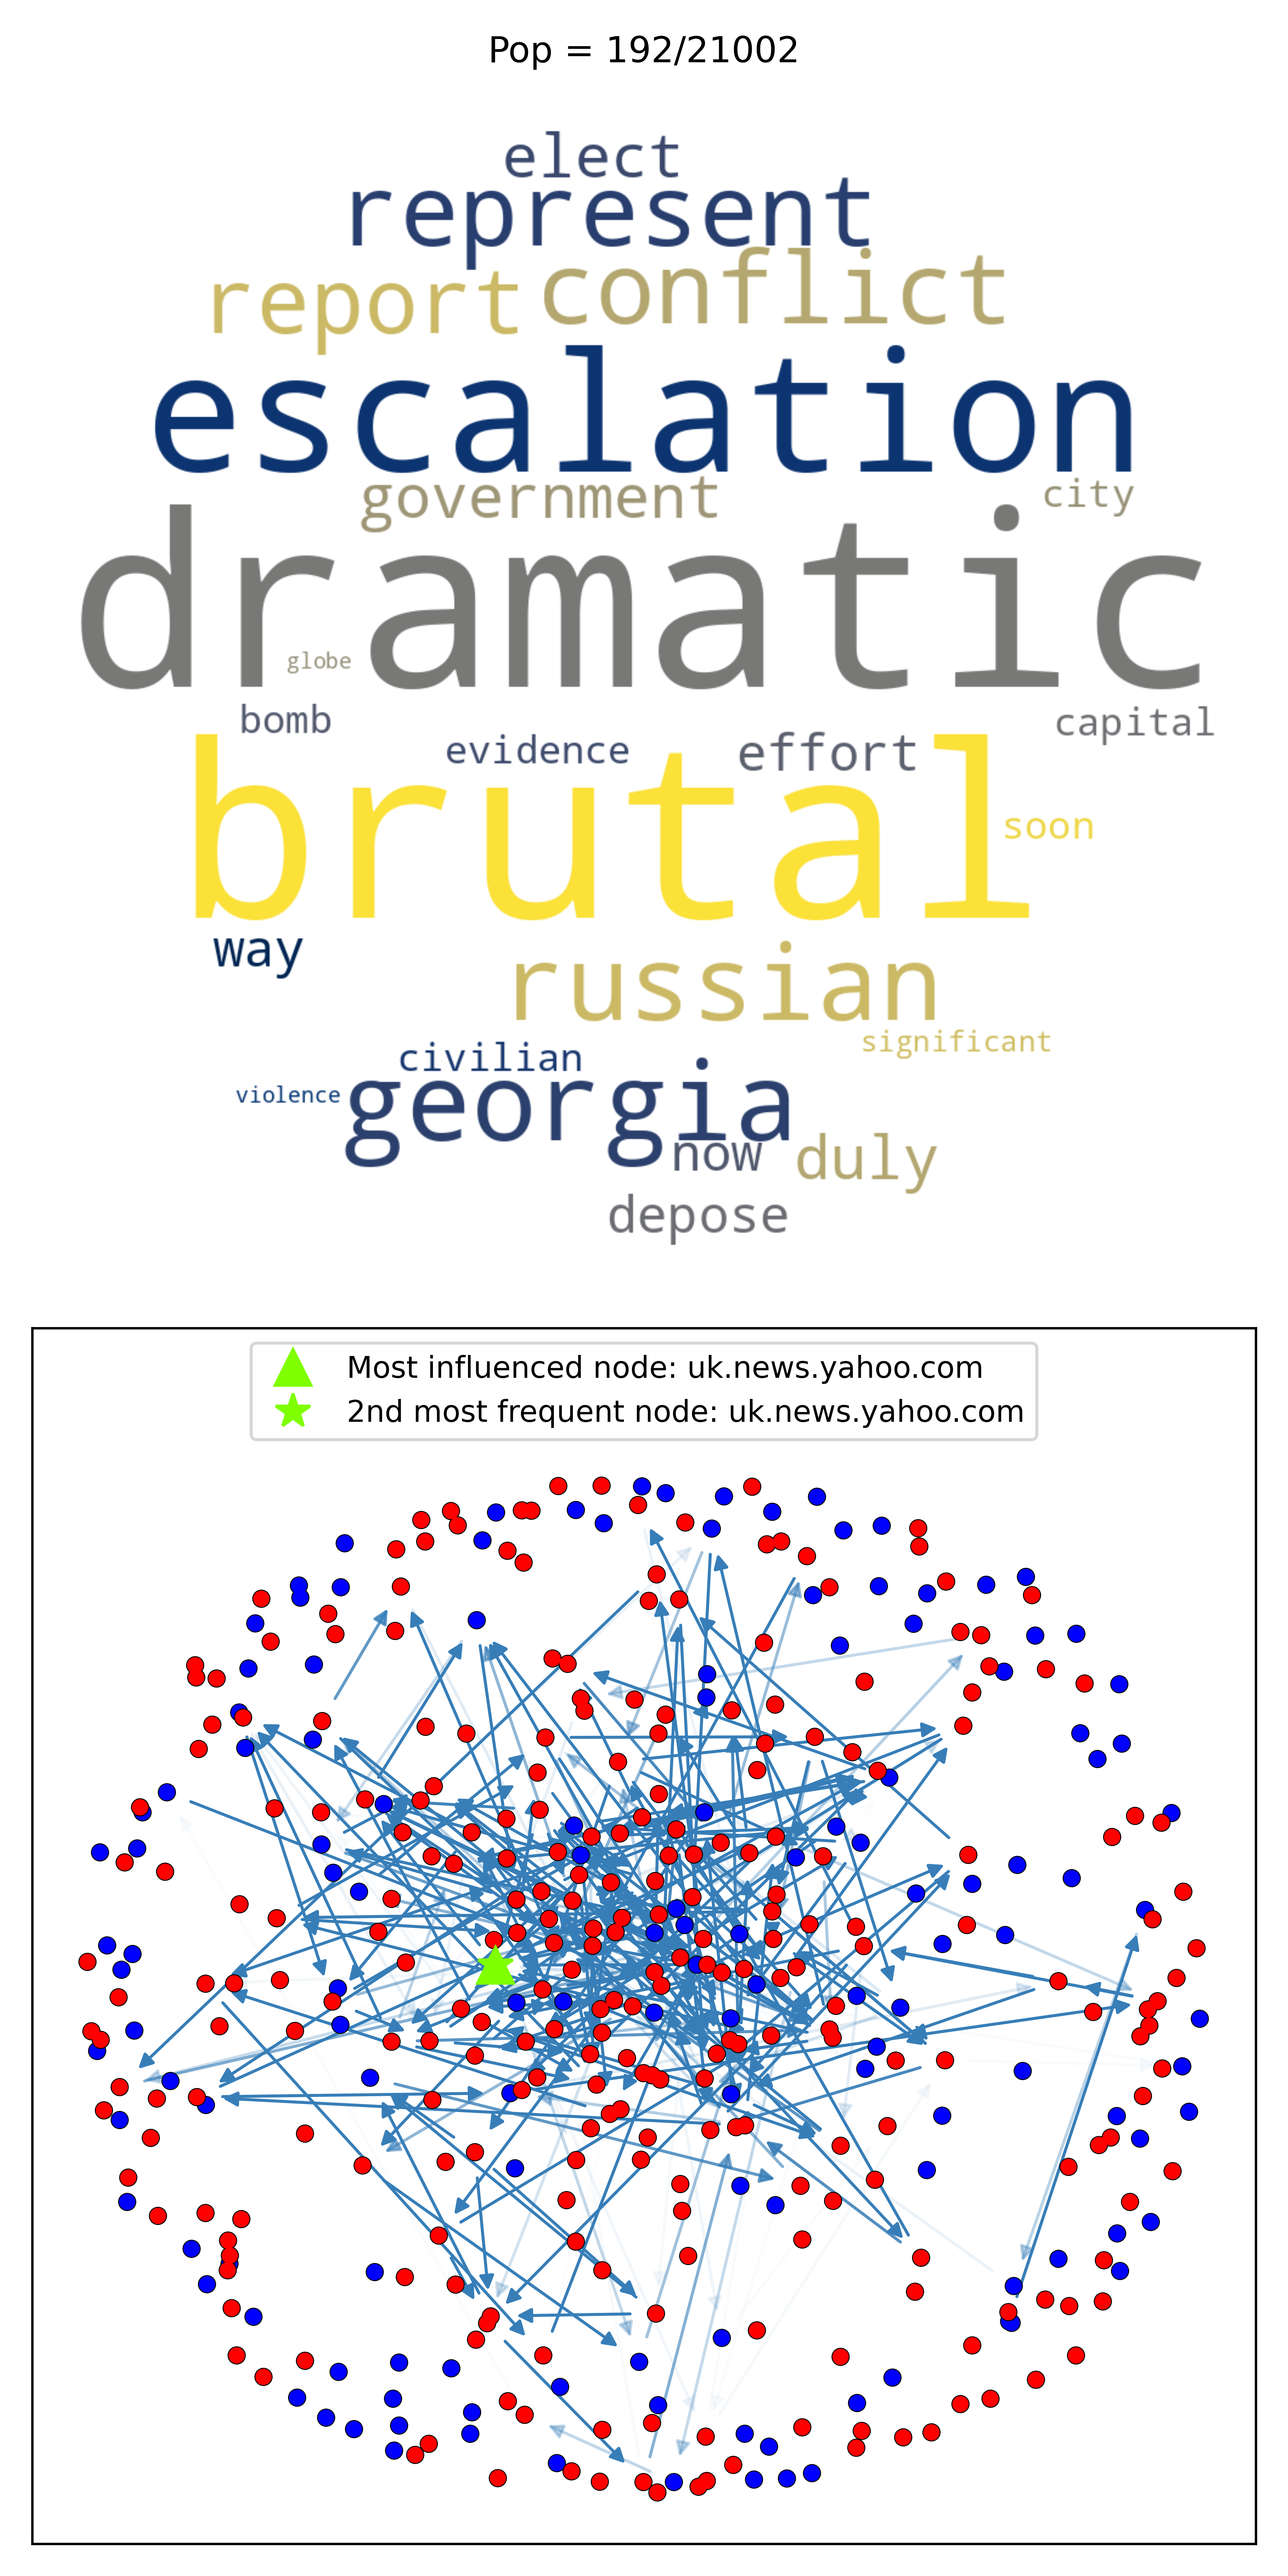 Pop = 192/21002
elect
represent
report conflict
escalation
government city
dramatic
globe
bomb capital
evidence effort
brutal
soon
way
russian
significant
civilian
violence
georgia
now duly
depose
Most influenced node: uk.news.yahoo.com
2nd most frequent node: uk.news.yahoo.com